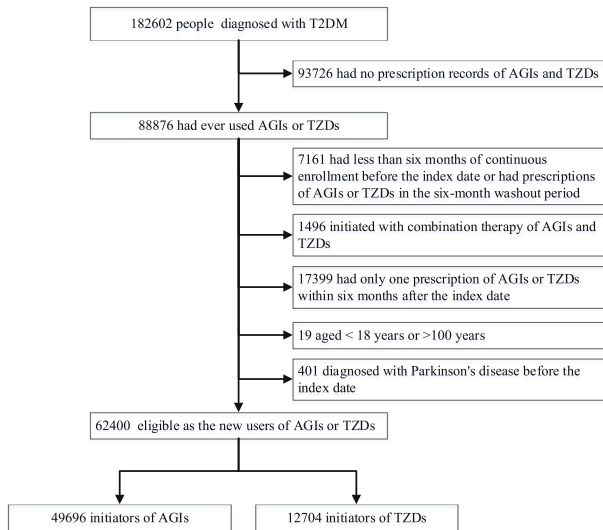 182602 people diagnosed with T2DM
93726 had no prescription records of AGIs and TZDs
88876 had ever used AGIs or TZDs
7161 had less than six months of continuous
enrollment before the index date or had prescriptions
of AGIs or TZDs in the six-month washout period
1496 initiated with combination therapy of AGIs and
TZDs
17399 had only one prescription of AGIs or TZDs
within six months after the index date
19 aged < 18 years or >100 years
401 diagnosed with Parkinson's disease before the
index date
62400 eligible as the new users of AGIs or TZDs
49696 initiators of AGIs
12704 initiators of TZDs